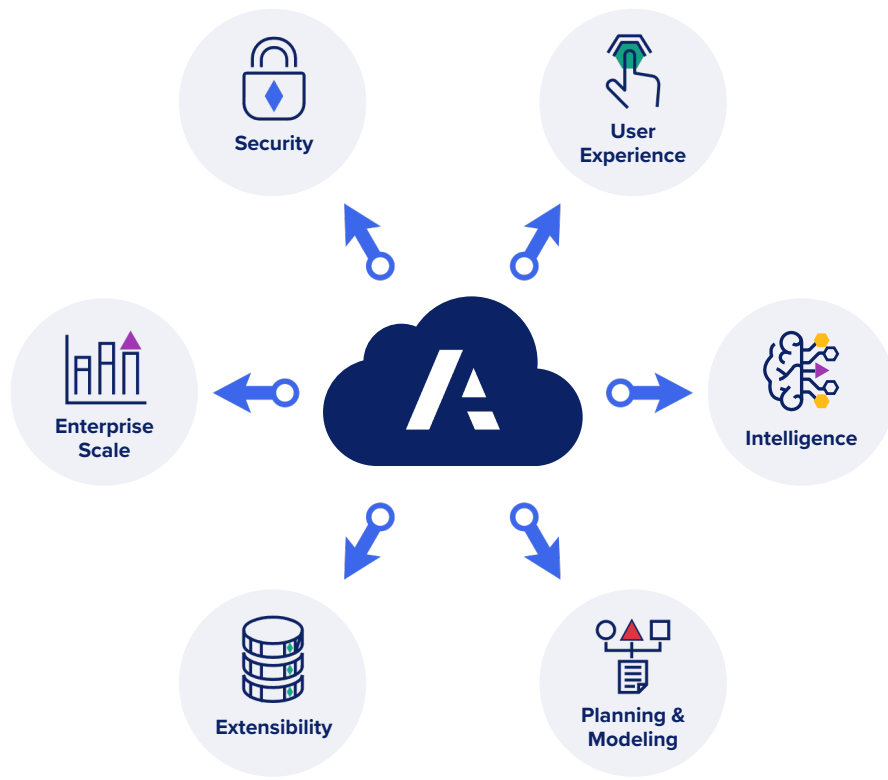 Security
User
Experience
Enterprise
Scale
Intelligence
Extensibility
Planning &
Modeling